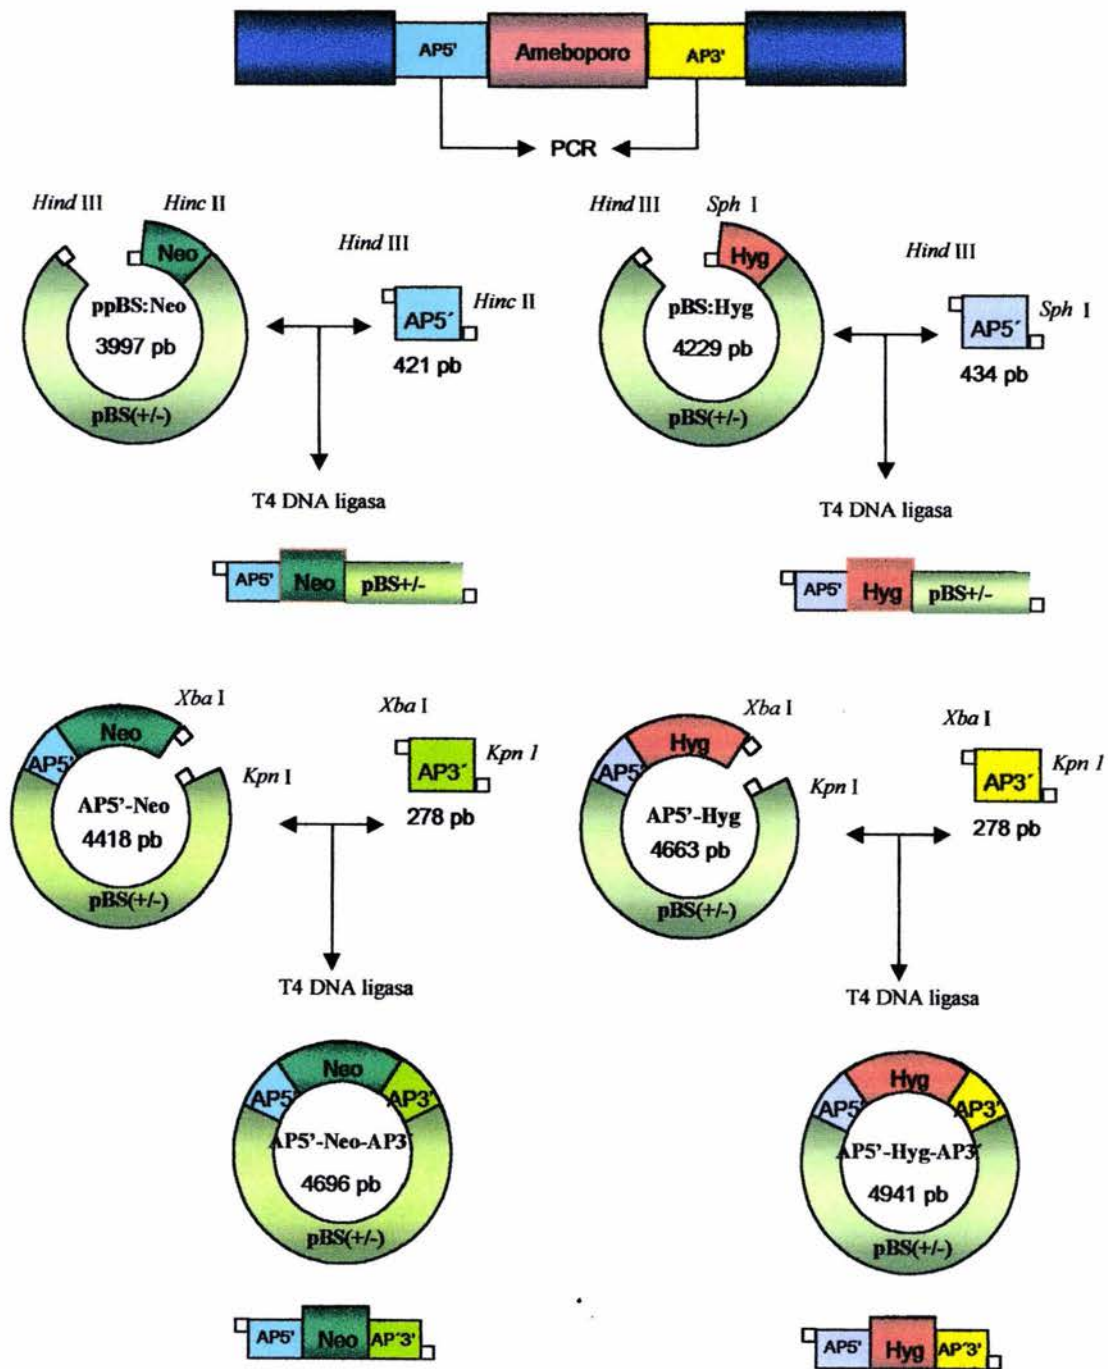 AP5' Ameboporo AP3'
PCR
Hind III Hinc II
Neo
ppBS:Neo
3997 pb
pBS(+/-)
Hind III
Hinc II
AP5´
421 pb
T4 DNA ligasa
AP5' Neo pBS+/-
Hind III Sph I
Hyg
pBS:Hyg
4229 pb
pBS(+/-)
Hind III
Sph I
AP5´
434 pb
T4 DNA ligasa
AP5' Hyg pBS+/-
Xba I
Neo
AP5'
Kpn I
AP5'-Neo
4418 pb
pBS(+/-)
Xba I
Kpn 1
AP3´
278 pb
T4 DNA ligasa
Neo
AP5' AP3'
AP5'-Neo-AP3´
4696 pb
pBS(+/-)
AP5' Neo AP´3'
Xba I
Hyg
AP5'
Kpn I
AP5'-Hyg
4663 pb
pBS(+/-)
Xba I
Kpn 1
AP3´
278 pb
T4 DNA ligasa
Hyg
AP5' AP3'
AP5'-Hyg-AP3´
4941 pb
pBS(+/-)
AP5' Hyg AP´3'